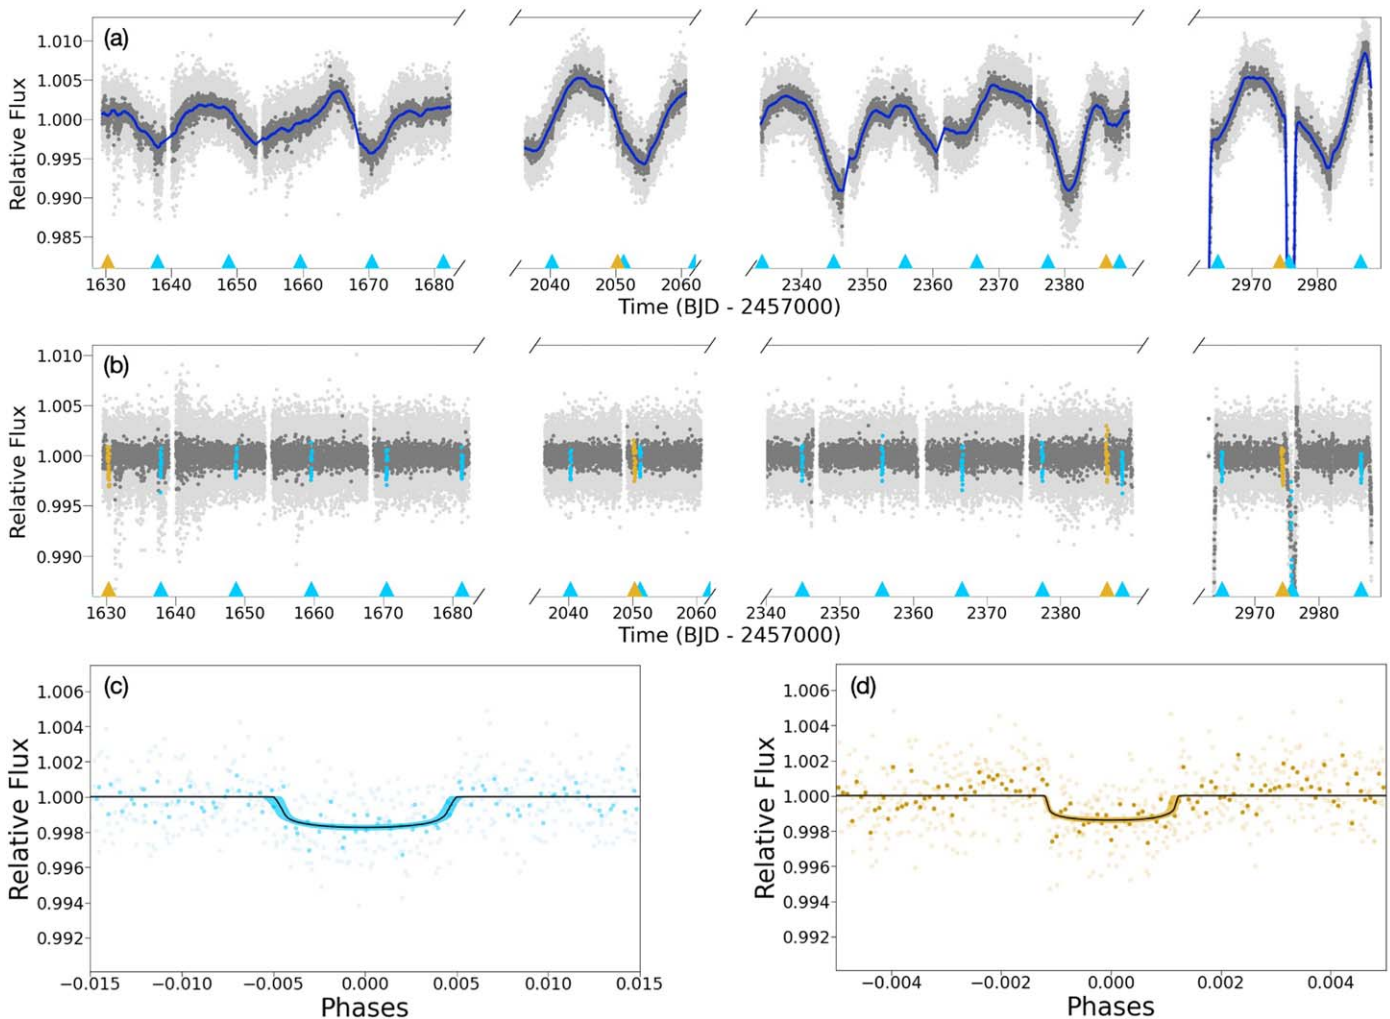 (a)
Relative Flux
1.010
1.005
1.000
0.995
0.990
0.985
1630 1640 1650 1660 1670 1680 2040 2050 2060 2340 2350 2360 2370 2380 2970 2980
Time (BJD - 2457000)
(b)
Relative Flux
1.010
1.005
1.000
0.995
0.990
1630 1640 1650 1660 1670 1680 2040 2050 2060 2340 2350 2360 2370 2380 2970 2980
Time (BJD - 2457000)
(c)
Relative Flux
1.006
1.004
1.002
1.000
0.998
0.996
0.994
0.992
−0.015 −0.010 −0.005 0.000 0.005 0.010 0.015
Phases
(d)
Relative Flux
1.006
1.004
1.002
1.000
0.998
0.996
0.994
0.992
−0.004 −0.002 0.000 0.002 0.004
Phases